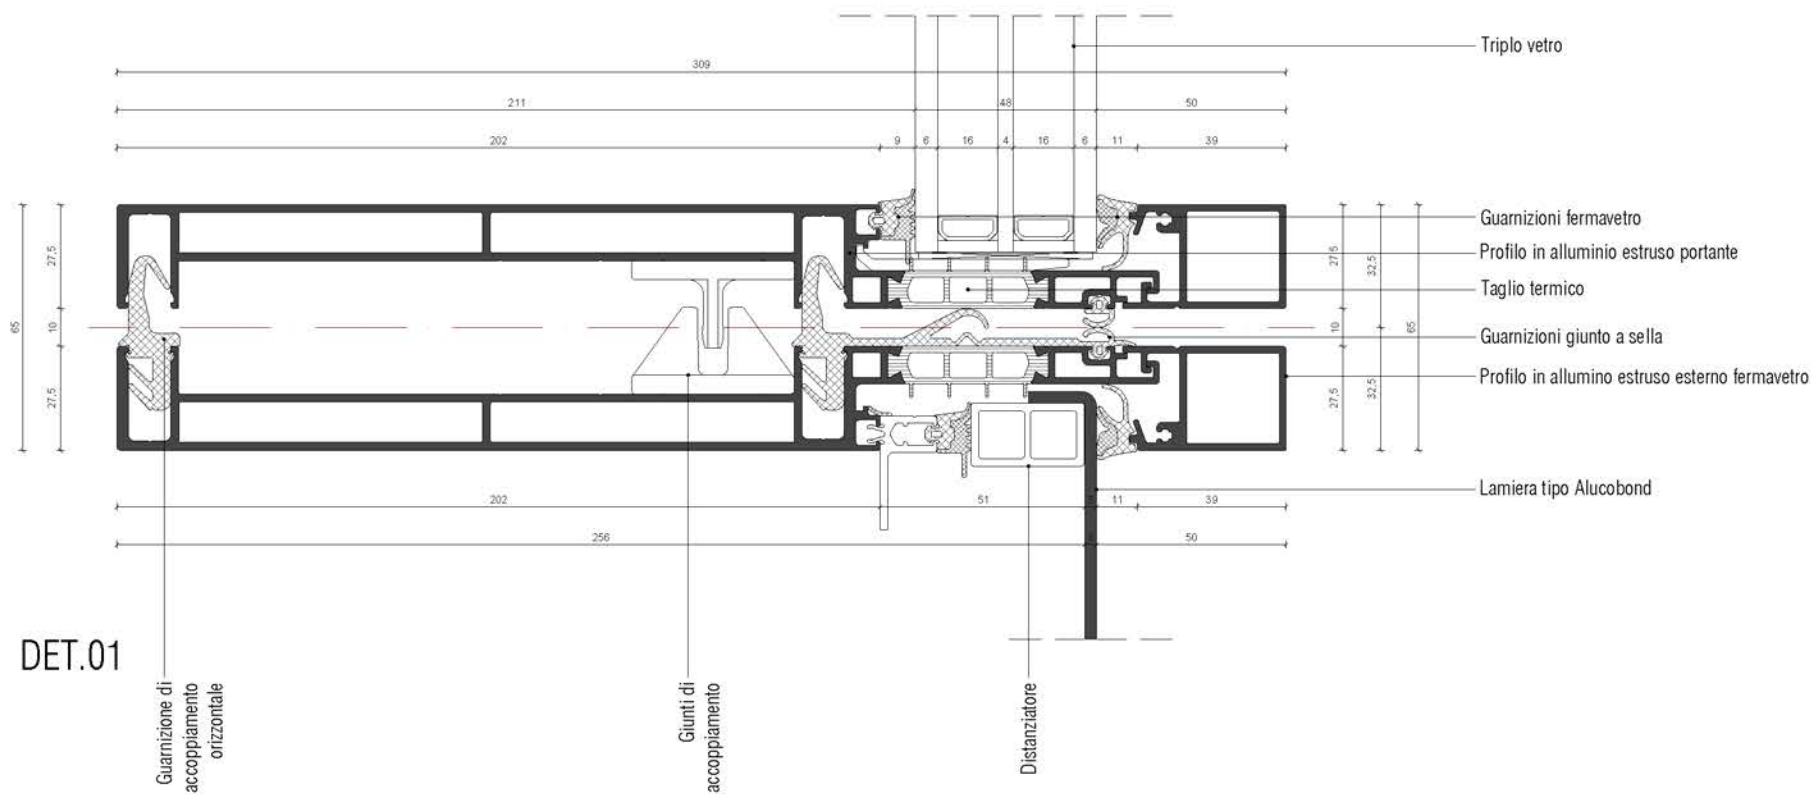 Triplo vetro
309
211
48
50
202
9
6
16
4
16
6
11
39
Guarnizioni fermavetro
Profilo in alluminio estruso portante
Taglio termico
Guarnizioni giunto a sella
Profilo in allumino estruso esterno fermavetro
Lamiera tipo Alucobond
65
27,5
10
27,5
27,5
10
27,5
32,5
32,5
65
202
51
11
39
256
50
DET.01
Guarnizione di
accoppiamento
orizzontale
Giunti di
accoppiamento
Distanziatore